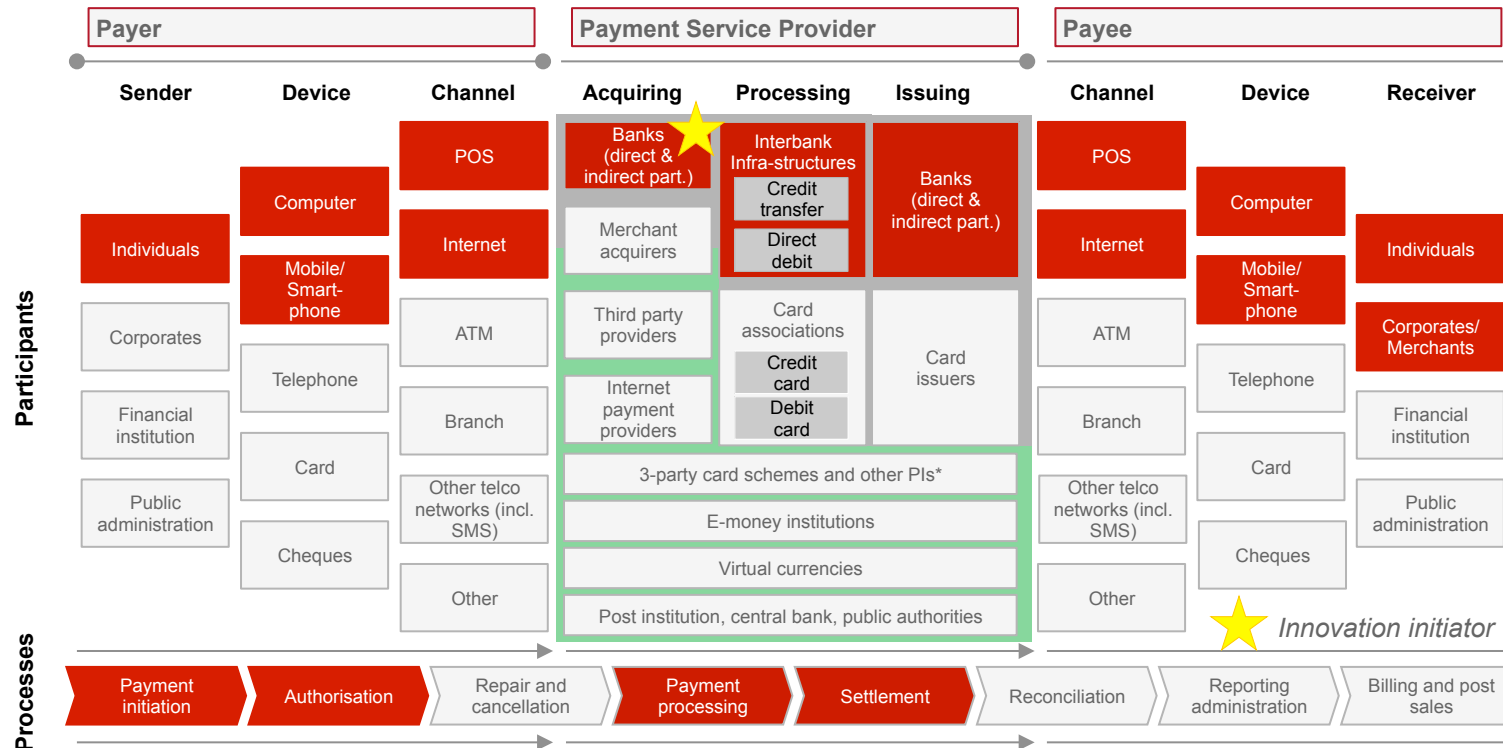 Payer
Payment Service Provider
Payee
Sender
Device
Channel
Acquiring
Processing
Issuing
Channel
Device
Receiver
Participants
Individuals
Corporates
Financial
institution
Public
administration
Computer
Mobile/
Smart-
phone
Telephone
Card
Cheques
POS
Internet
ATM
Branch
Other telco
networks (incl.
SMS)
Other
Banks
(direct &
indirect part.)
Merchant
acquirers
Third party
providers
Internet
payment
providers
Interbank
Infra-structures
Credit
transfer
Direct
debit
Card
associations
Credit
card
Debit
card
Banks
(direct &
indirect part.)
Card
issuers
3-party card schemes and other PIs*
E-money institutions
Virtual currencies
Post institution, central bank, public authorities
POS
Internet
ATM
Branch
Other telco
networks (incl.
SMS)
Other
Computer
Mobile/
Smart-
phone
Telephone
Card
Cheques
Individuals
Corporates/
Merchants
Financial
institution
Public
administration
Innovation initiator
Processes
Payment
initiation
Authorisation
Repair and
cancellation
Payment
processing
Settlement
Reconciliation
Reporting
administration
Billing and post
sales